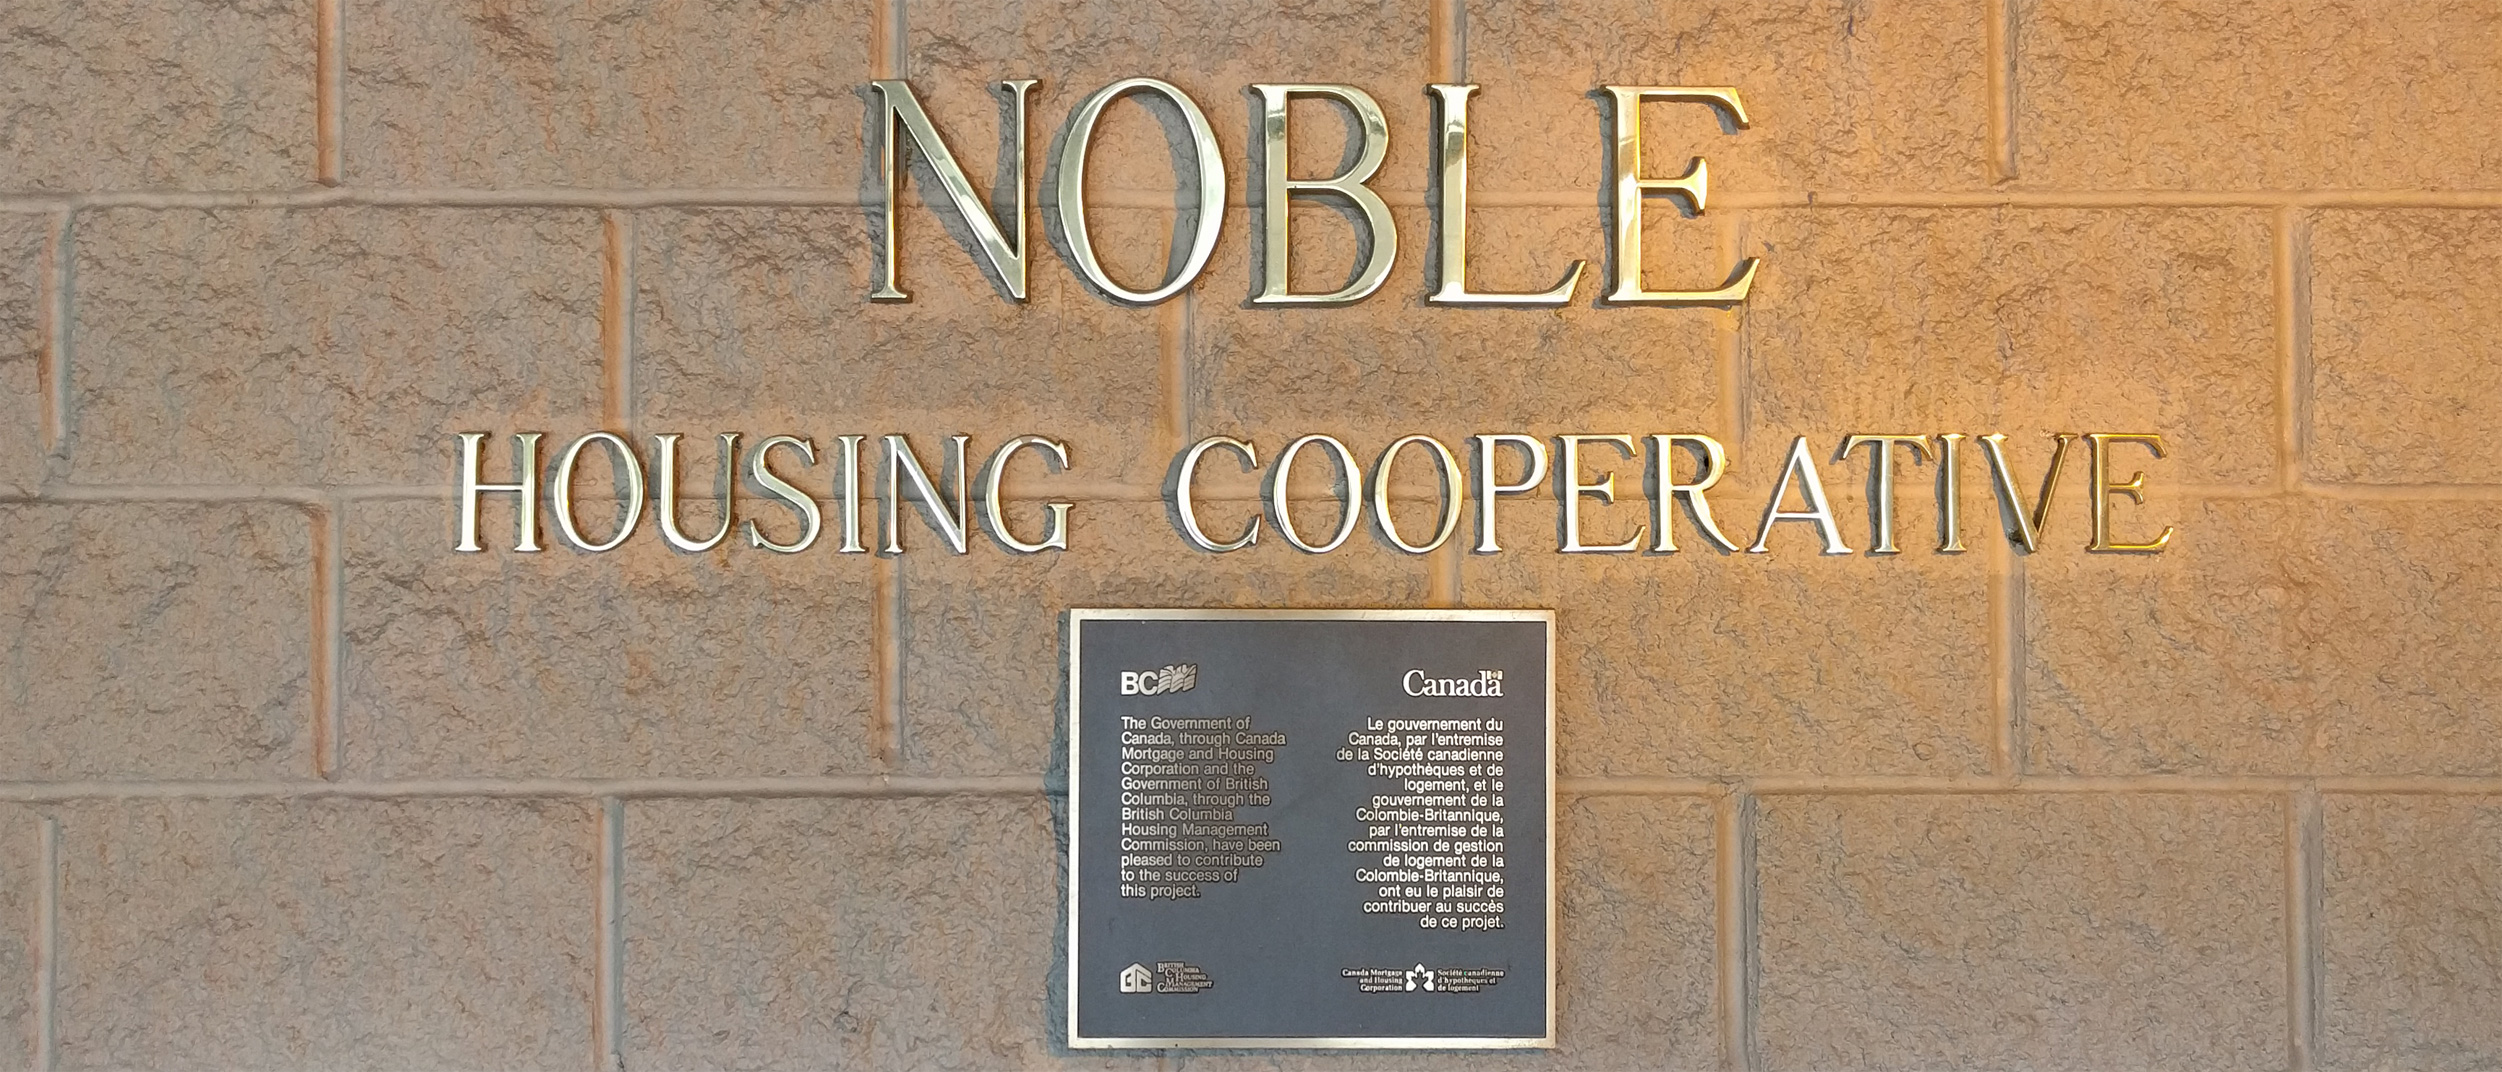 NOBLE
HOUSING COOPERATIVE
BC
The Government of
Canada, through Canada
Mortgage and Housing
Corporation and the
Government of British
Columbia, through the
British Columbia
Housing Management
Commission, have been
pleased to contribute
to the success of
this project.
Canada
Le gouvernement du
Canada, par l'entremise
de la Société canadienne
d'hypothèques et de
logement, et le
gouvernement de la
Colombie-Britannique,
par l'entremise de la
commission de gestion
de logement de la
Colombie-Britannique,
ont eu le plaisir de
contribuer au succès
de ce projet.
British
Columbia
Housing
Management
Commission
Canada Mortgage
and Housing
Corporation
Société canadienne
d'hypothèques et
de logement